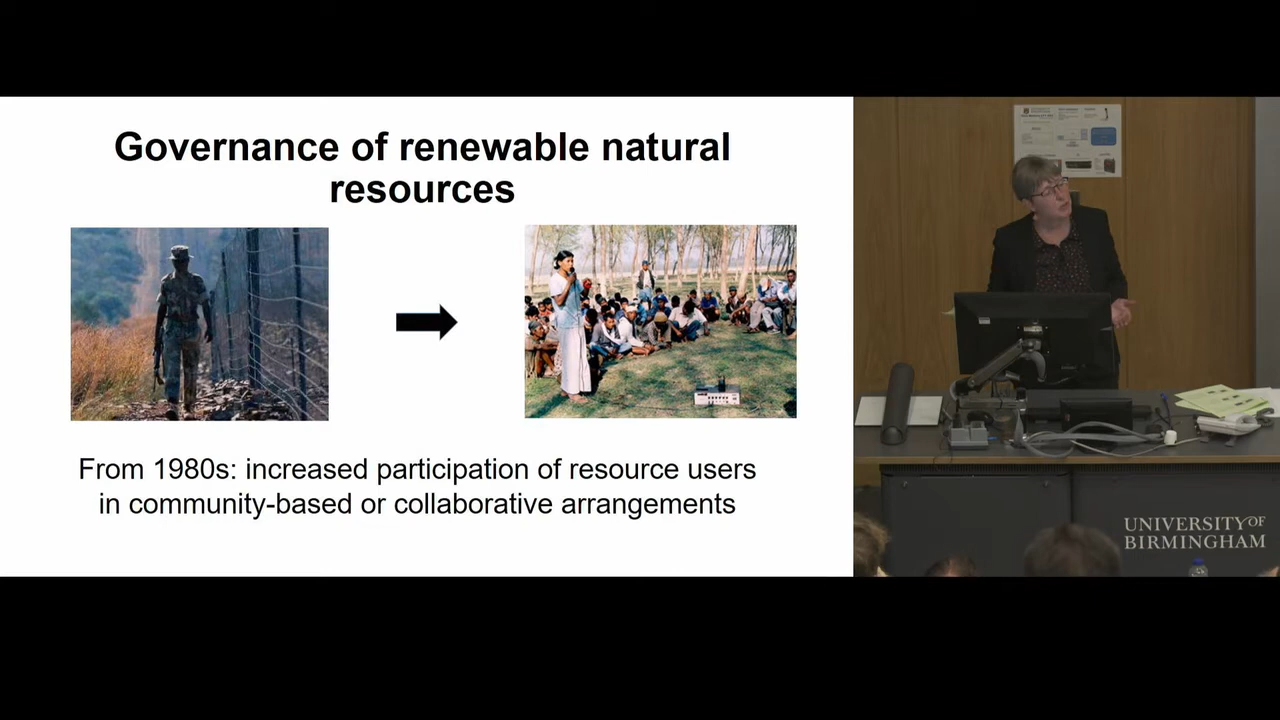 Governance of renewable natural
resources
From 1980s: increased participation of resource users
in community-based or collaborative arrangements
UNIVERSITY OF
BIRMINGHAM